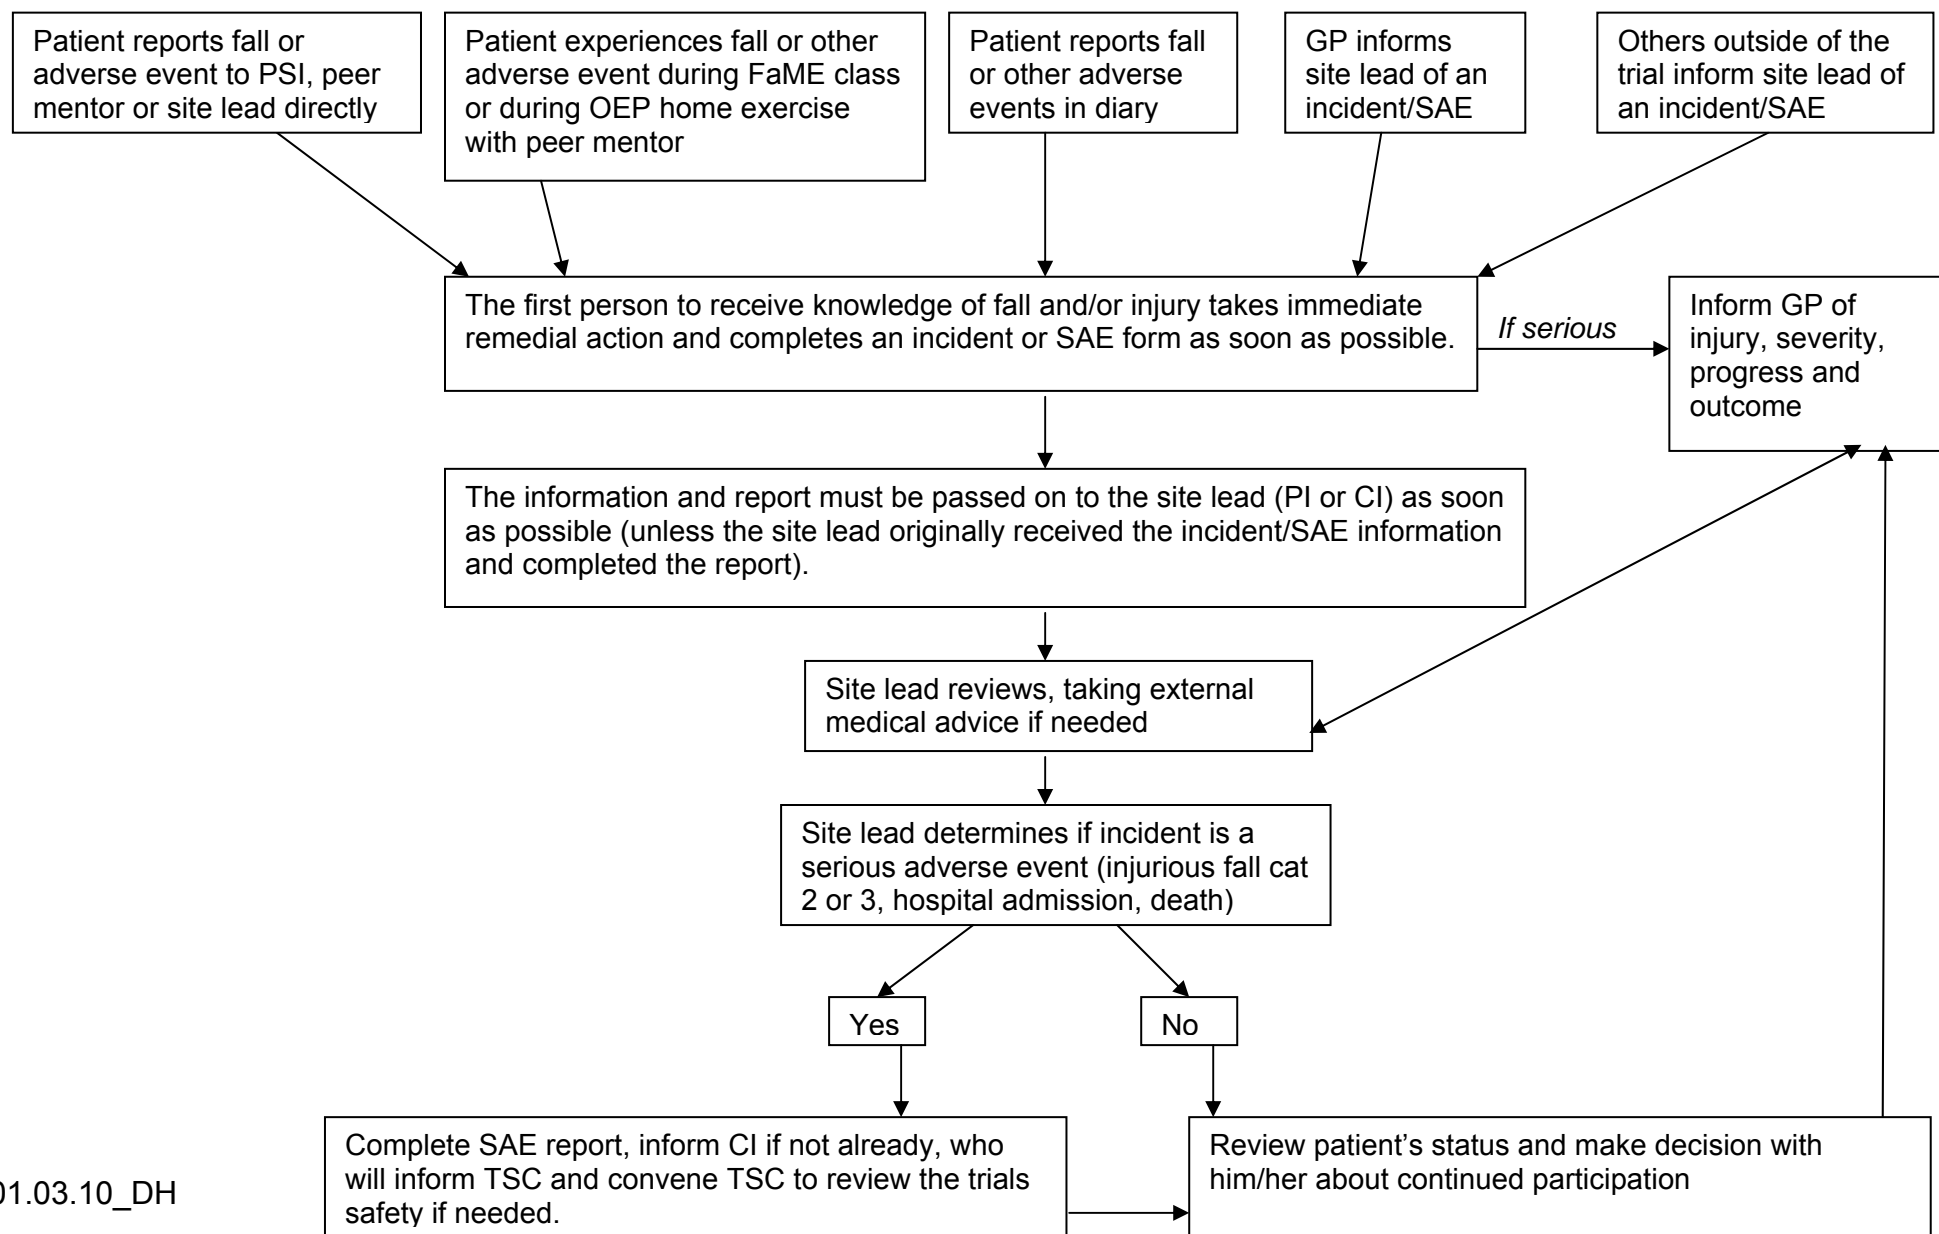 Patient reports fall or
adverse event to PSI, peer
mentor or site lead directly
Patient experiences fall or other
adverse event during FaME class
or during OEP home exercise
with peer mentor
Patient reports fall
or other adverse
events in diary
GP informs
site lead of an
incident/SAE
Others outside of the
trial inform site lead of
an incident/SAE
The first person to receive knowledge of fall and/or injury takes immediate
remedial action and completes an incident or SAE form as soon as possible.
If serious
Inform GP of
injury, severity,
progress and
outcome
The information and report must be passed on to the site lead (PI or CI) as soon
as possible (unless the site lead originally received the incident/SAE information
and completed the report).
Site lead reviews, taking external
medical advice if needed
Site lead determines if incident is a
serious adverse event (injurious fall cat
2 or 3, hospital admission, death)
Yes
No
Complete SAE report, inform CI if not already, who
will inform TSC and convene TSC to review the trials
safety if needed.
Review patient’s status and make decision with
him/her about continued participation
01.03.10_DH